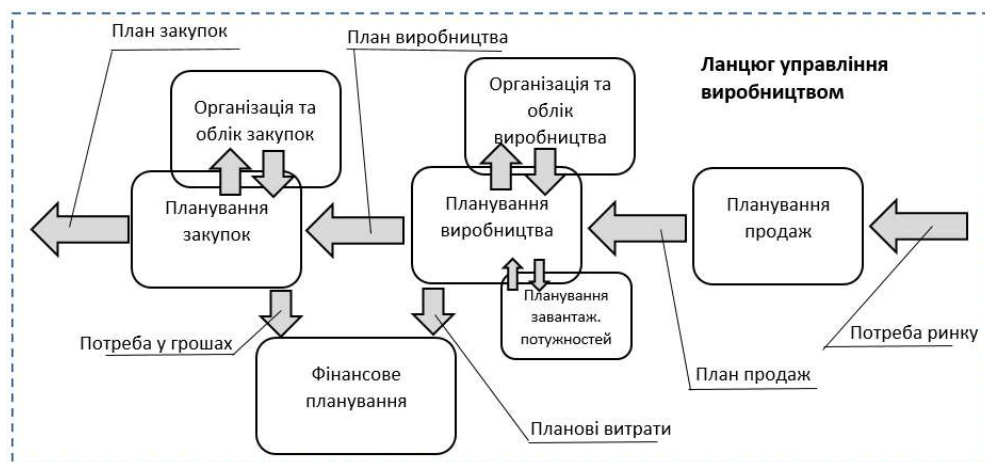 План закупок
План виробництва
Ланцюг управління
виробництвом
Організація та
облік закупок
Організація та
облік
виробництва
Планування
закупок
Планування
виробництва
Планування
продаж
Планування
завантаж.
потужностей
Потреба у грошах
Потреба ринку
План продаж
Фінансове
планування
Планові витрати